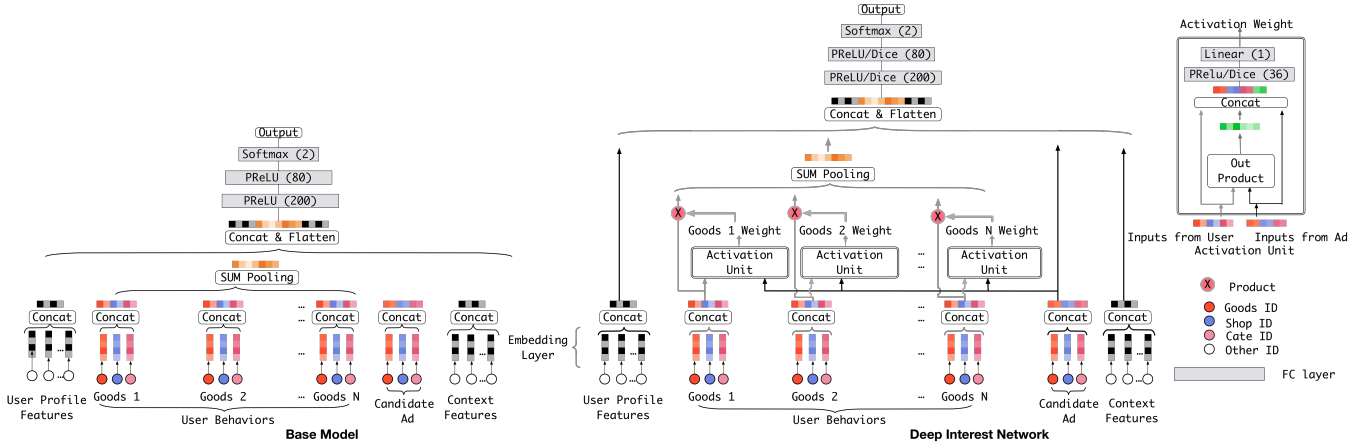 Output
Softmax (2)
PReLU (80)
PReLU (200)
Concat & Flatten
SUM Pooling
Concat
Concat
Concat
...
Concat
Concat
Concat
...
...
...
...
User Profile
Features
Goods 1
Goods 2
...
Goods N
Candidate
Ad
Context
Features
User Behaviors
Base Model
Embedding
Layer
Output
Softmax (2)
PReLU/Dice (80)
PReLU/Dice (200)
Concat & Flatten
SUM Pooling
X
X
X
Goods 1 Weight
Goods 2 Weight
Goods N Weight
Activation
Unit
Activation
Unit
...
...
Activation
Unit
Concat
Concat
Concat
...
...
Concat
Concat
Concat
...
...
...
...
...
User Profile
Features
Goods 1
Goods 2
...
Goods N
Candidate
Ad
Context
Features
User Behaviors
Deep Interest Network
Activation Weight
Linear (1)
PRelu/Dice (36)
Concat
Out
Product
Inputs from User
Inputs from Ad
Activation Unit
X
Product
Goods ID
Shop ID
Cate ID
Other ID
FC layer